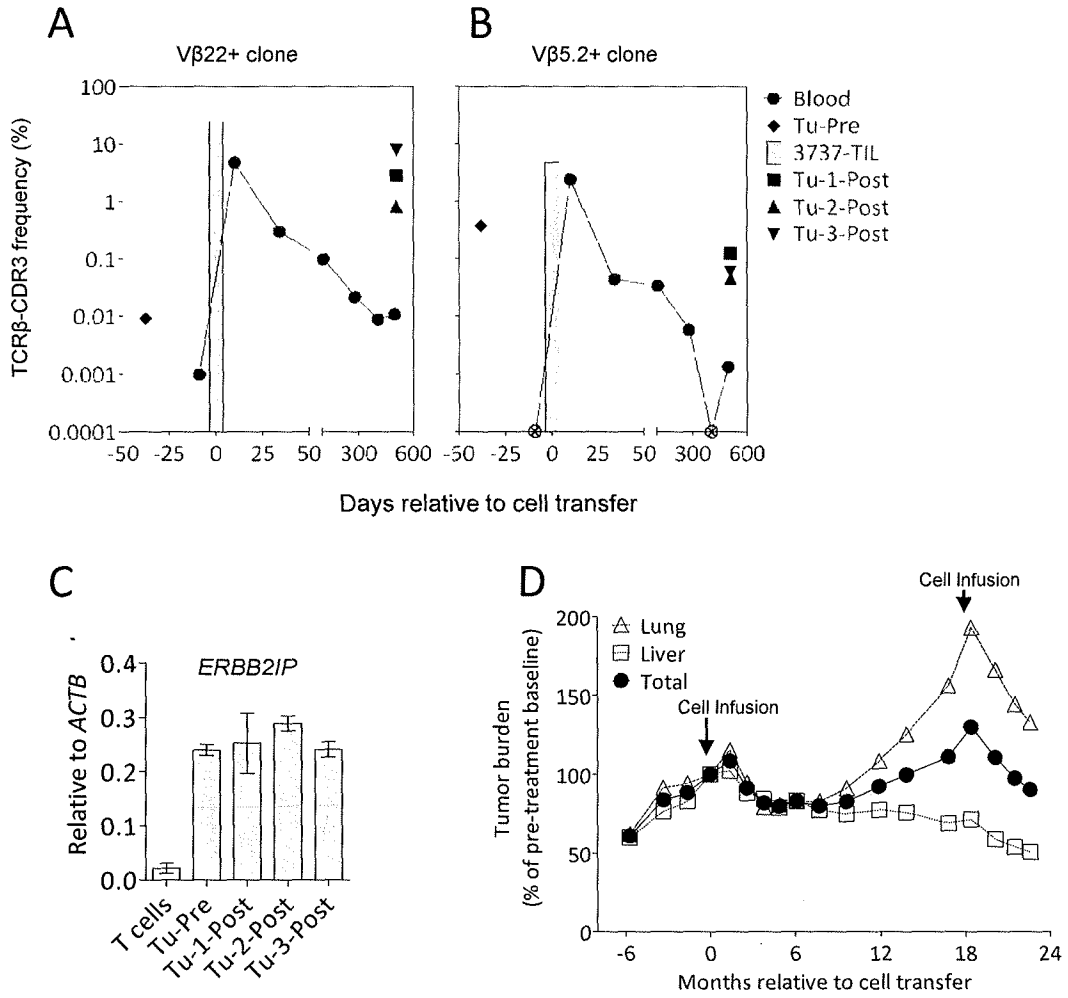 A
B
Vβ22+ clone
Vβ5.2+ clone
TCRβ-CDR3 frequency (%)
100
10
1
0.1
0.01
0.001
0.0001
-50 -25 0 25 50 300 600
-50 -25 0 25 50 300 600
Days relative to cell transfer
Blood
Tu-Pre
3737-TIL
Tu-1-Post
Tu-2-Post
Tu-3-Post
C
ERBB2IP
Relative to ACTB
0.4
0.3
0.2
0.1
0.0
T cells
Tu-Pre
Tu-1-Post
Tu-2-Post
Tu-3-Post
D
Cell Infusion
Cell Infusion
Lung
Liver
Total
Tumor burden
(% of pre-treatment baseline)
200
150
100
50
0
-6 0 6 12 18 24
Months relative to cell transfer